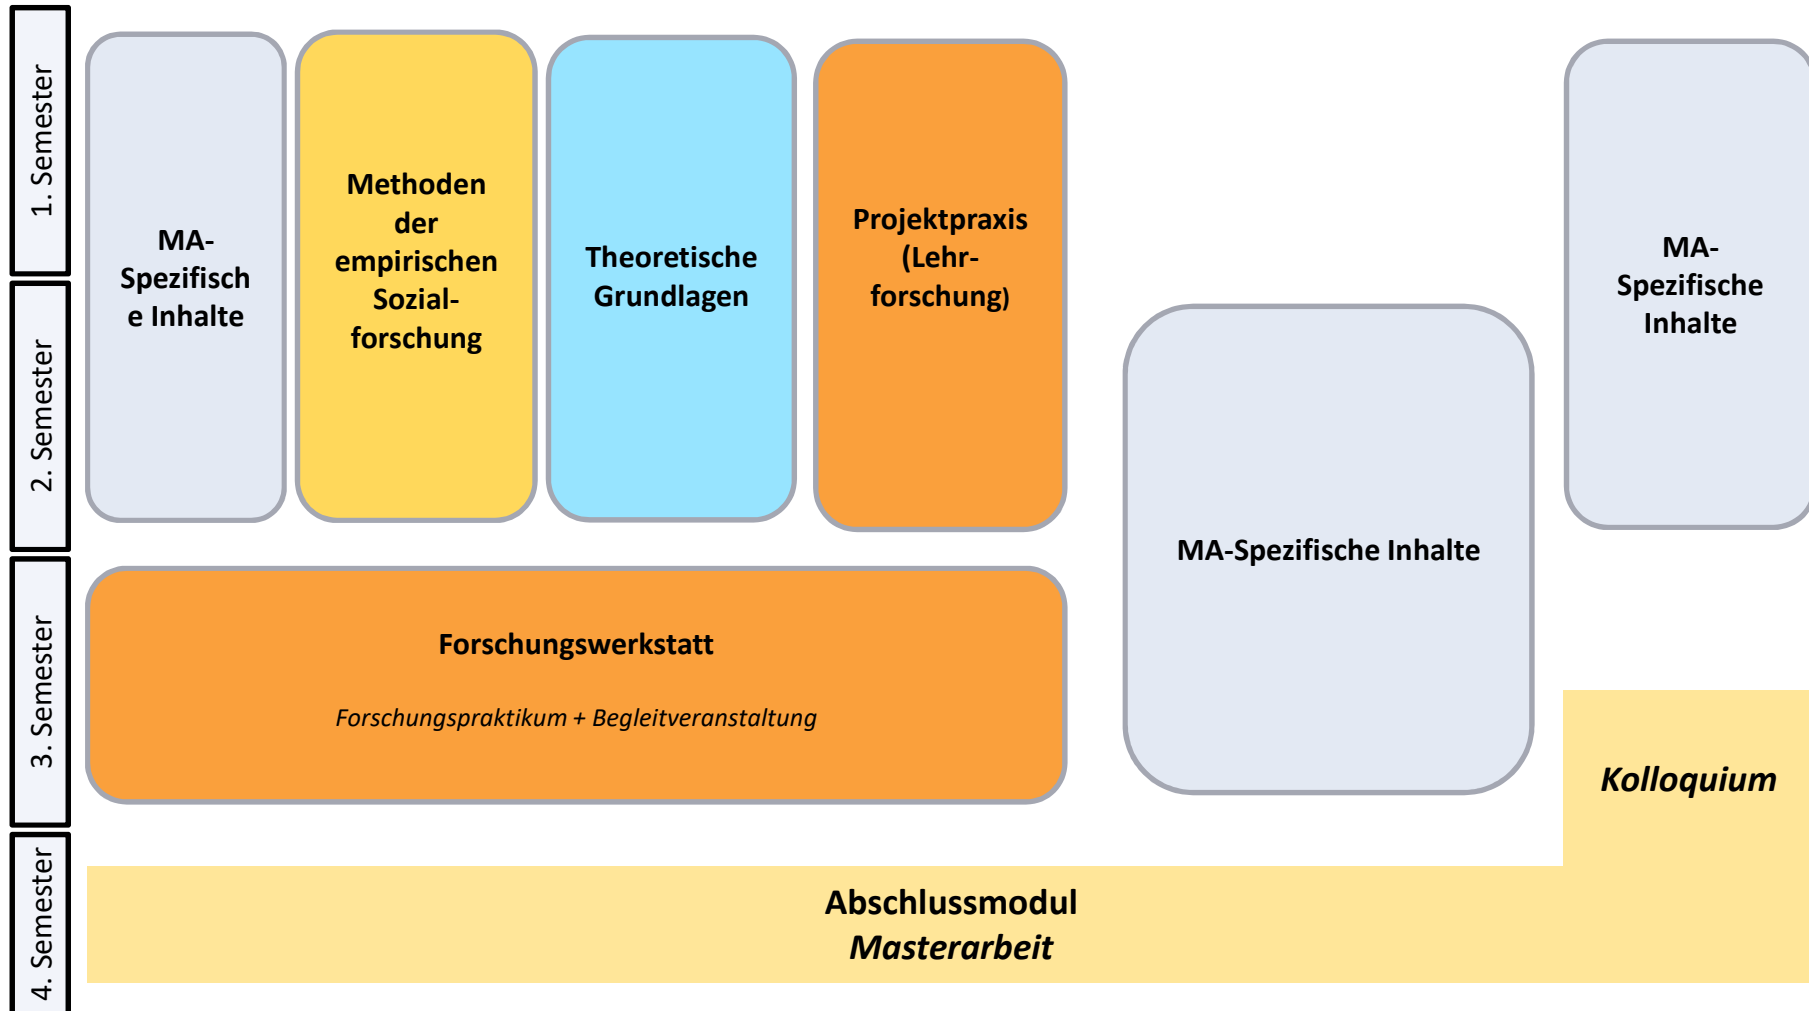 1. Semester
MA-
Spezifisch
e Inhalte
Methoden
der
empirischen
Sozial-
forschung
Theoretische
Grundlagen
Projektpraxis
(Lehr-
forschung)
MA-
Spezifische
Inhalte
2. Semester
MA-Spezifische Inhalte
3. Semester
Forschungswerkstatt
Forschungspraktikum + Begleitveranstaltung
Kolloquium
4. Semester
Abschlussmodul
Masterarbeit